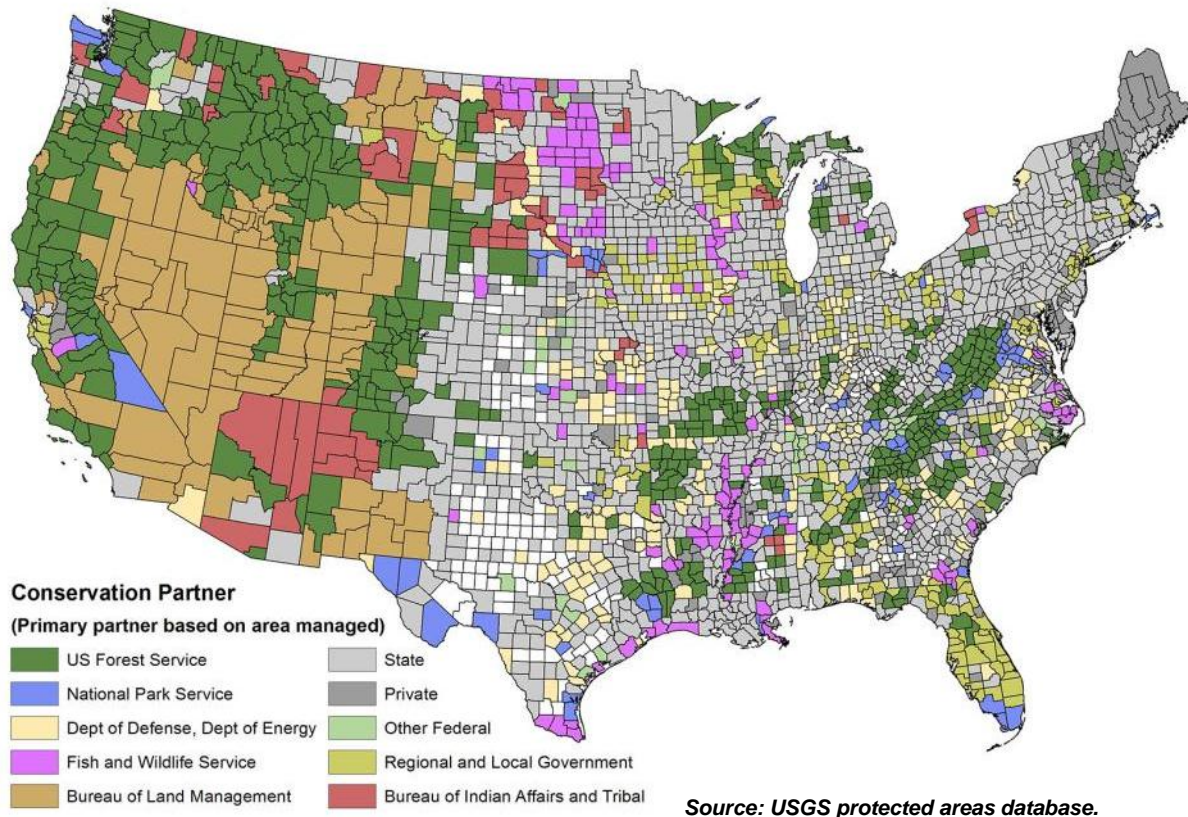 Conservation Partner
(Primary partner based on area managed)
US Forest Service
National Park Service
Dept of Defense, Dept of Energy
Fish and Wildlife Service
Bureau of Land Management
State
Private
Other Federal
Regional and Local Government
Bureau of Indian Affairs and Tribal
Source: USGS protected areas database.